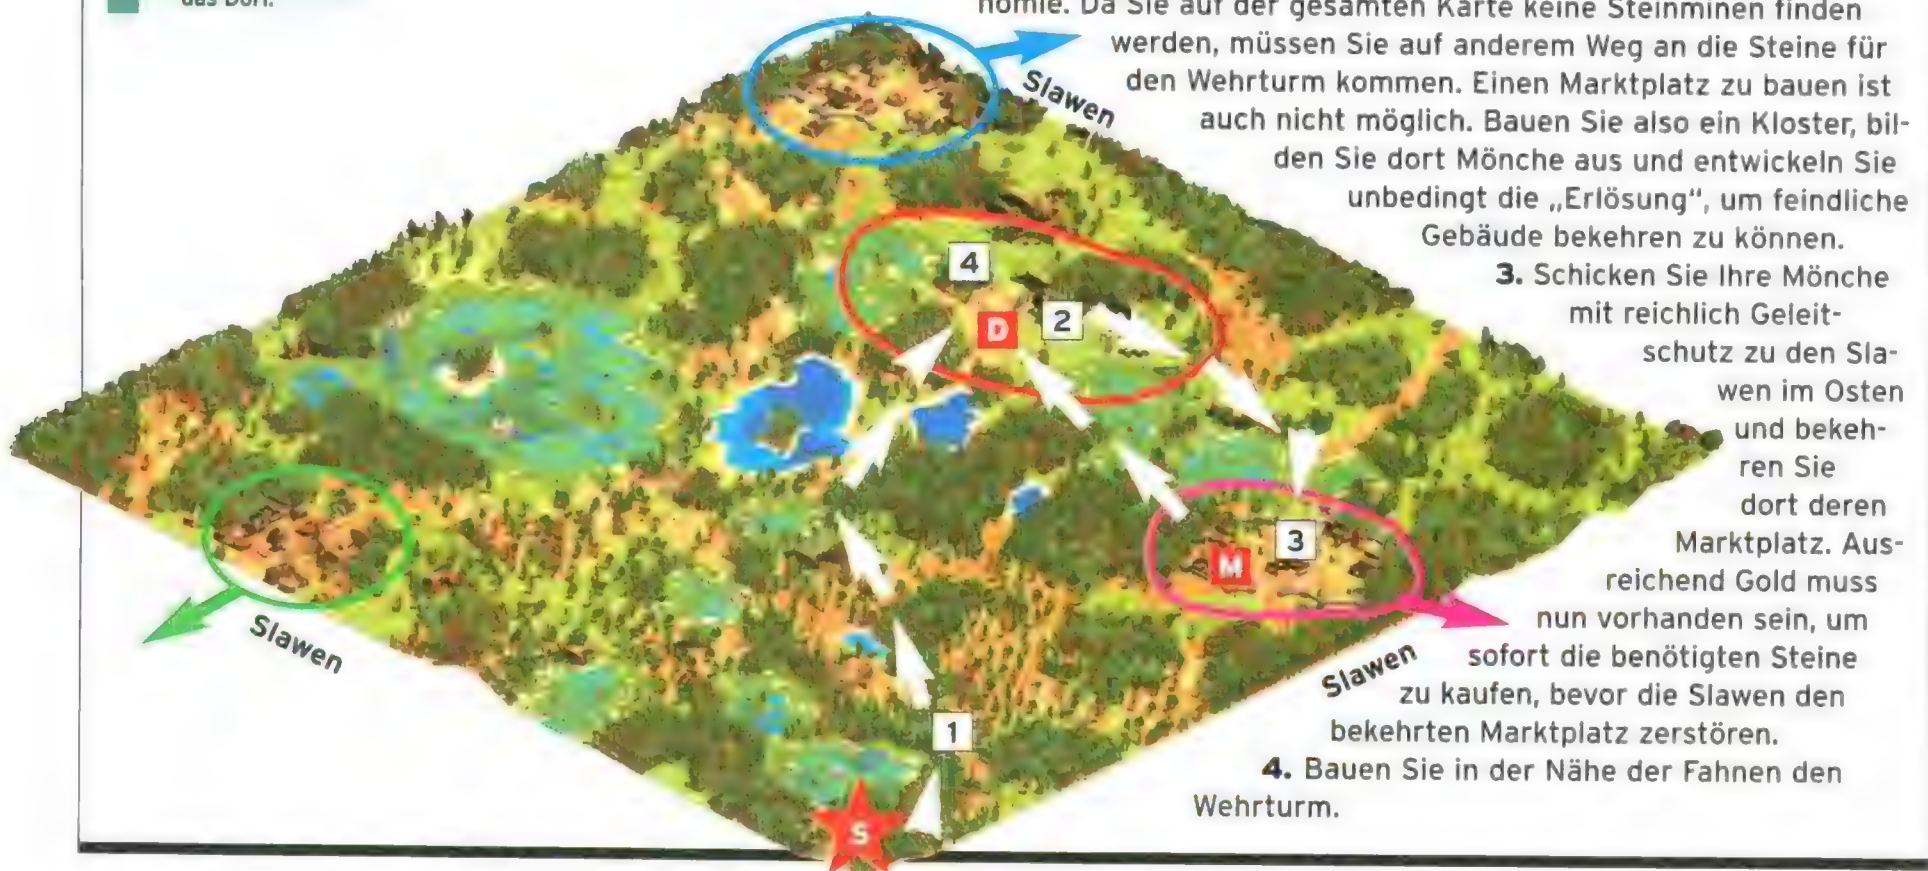 das Dorf.
nomie. Da Sie auf der gesamten Karte keine Steinminen finden
werden, müssen Sie auf anderem Weg an die Steine für
den Wehrturm kommen. Einen Marktplatz zu bauen ist
auch nicht möglich. Bauen Sie also ein Kloster, bil-
den Sie dort Mönche aus und entwickeln Sie
unbedingt die „Erlösung“, um feindliche
Gebäude bekehren zu können.
3. Schicken Sie Ihre Mönche
mit reichlich Geleit-
schutz zu den Sla-
wen im Osten
und bekeh-
ren Sie
dort deren
Marktplatz. Aus-
reichend Gold muss
nun vorhanden sein, um
sofort die benötigten Steine
zu kaufen, bevor die Slawen den
bekehrten Marktplatz zerstören.
4. Bauen Sie in der Nähe der Fahnen den
Wehrturm.
Slawen
4
D
2
3
M
Slawen
Slawen
1
S